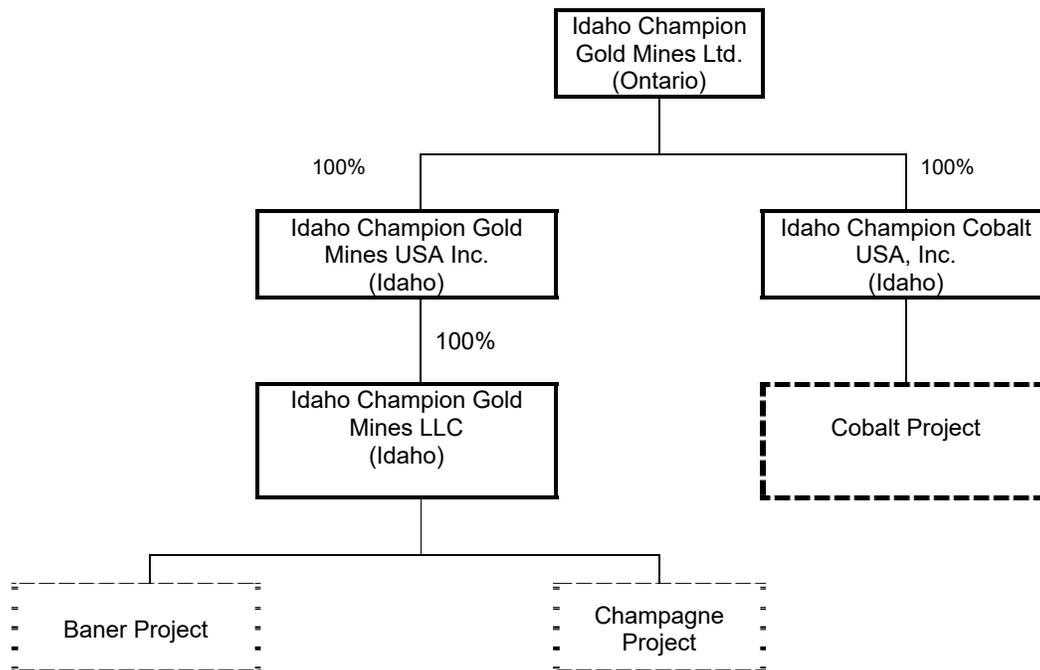 Idaho Champion
Gold Mines Ltd.
(Ontario)
100%
100%
Idaho Champion Gold
Mines USA Inc.
(Idaho)
Idaho Champion Cobalt
USA, Inc.
(Idaho)
100%
Idaho Champion Gold
Mines LLC
(Idaho)
Cobalt Project
Baner Project
Champagne
Project